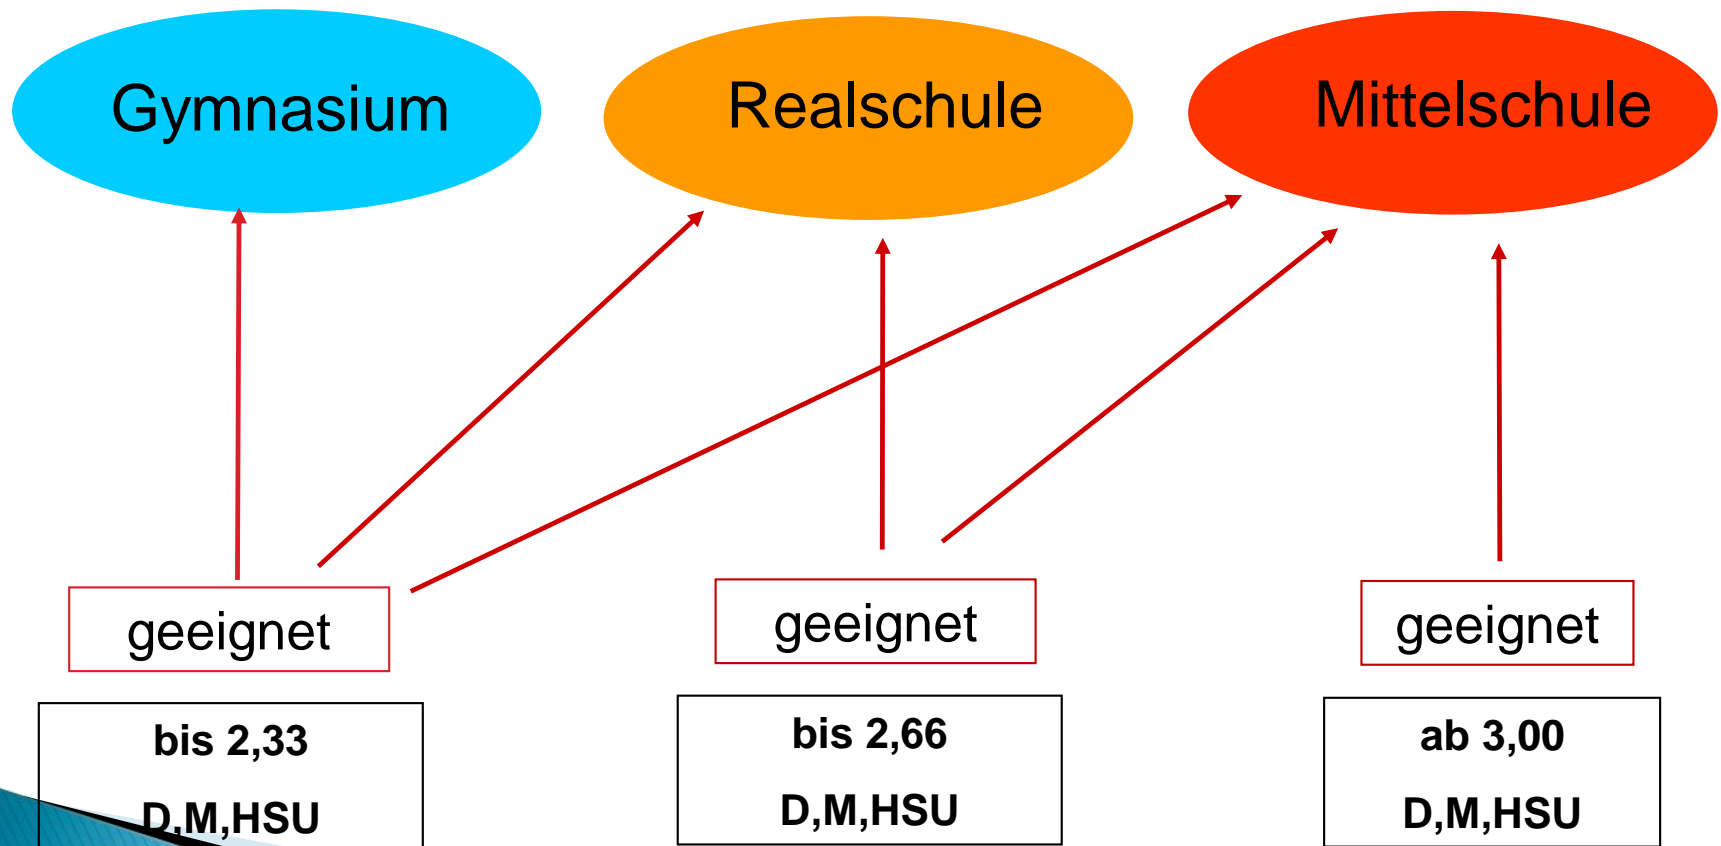 Gymnasium
Realschule
Mittelschule
geeignet
geeignet
geeignet
bis 2,33
D,M,HSU
bis 2,66
D,M,HSU
ab 3,00
D,M,HSU